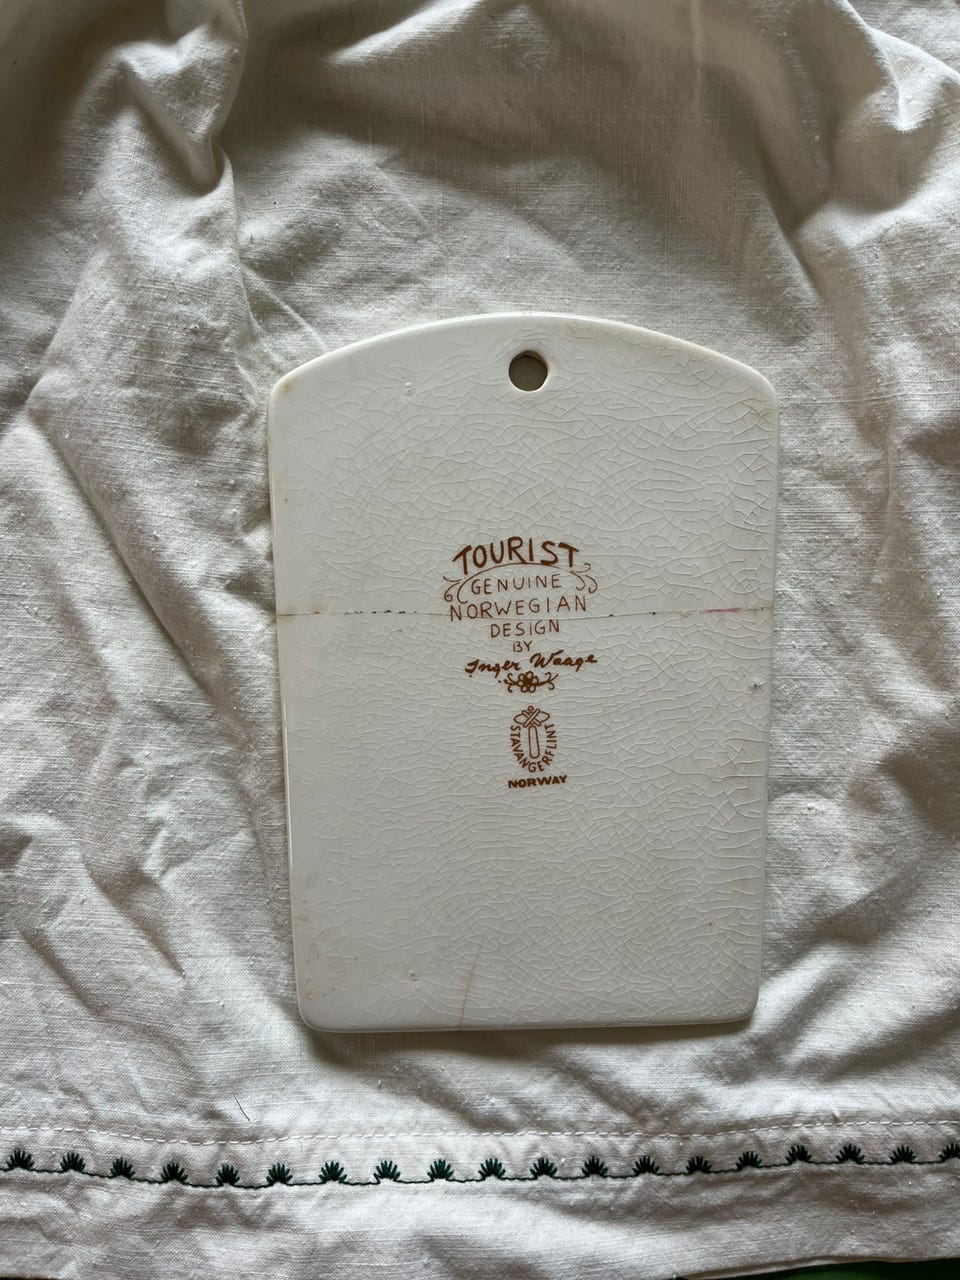 TOURIST
GENUINE
NORWEGIAN
DESIGN
BY
Inger Waage
STAVANGERFLINT
NORWAY